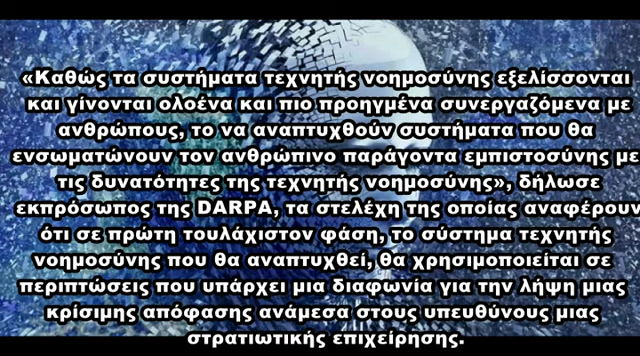 «Καθώς τα συστήματα τεχνητής νοημοσύνης εξελίσσονται
και γίνονται ολοένα και πιο προηγμένα συνεργαζόμενα με
ανθρώπους, το να αναπτυχθούν συστήματα που θα
ενσωματώνουν τον ανθρώπινο παράγοντα εμπιστοσύνης με
τις δυνατότητες της τεχνητής νοημοσύνης», δήλωσε
εκπρόσωπος της DARPA, τα στελέχη της οποίας αναφέρουν
ότι σε πρώτη τουλάχιστον φάση, το σύστημα τεχνητής
νοημοσύνης που θα αναπτυχθεί, θα χρησιμοποιείται σε
περιπτώσεις που υπάρχει μια διαφωνία για την λήψη μιας
κρίσιμης απόφασης ανάμεσα στους υπευθύνους μιας
στρατιωτικής επιχείρησης.